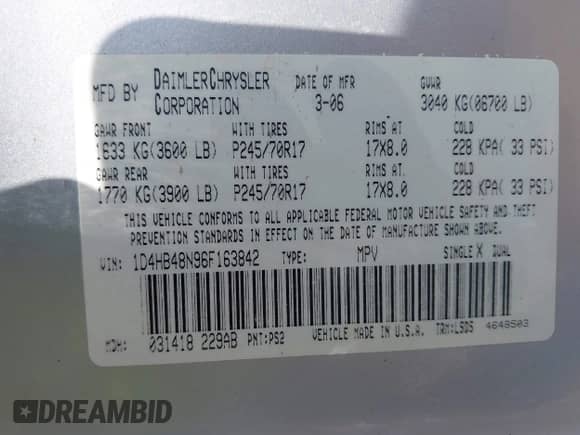 MFD BY DAIMLERCHRYSLER CORPORATION DATE OF MFR 3-06 GVWR 3040 KG(06700 LB)
GAWR FRONT WITH TIRES RIMS AT COLD
1633 KG(3600 LB) P245/70R17 17X8.0 228 KPA( 33 PSI)
GAWR REAR WITH TIRES RIMS AT COLD
1770 KG(3900 LB) P245/70R17 17X8.0 228 KPA( 33 PSI)
THIS VEHICLE CONFORMS TO ALL APPLICABLE FEDERAL MOTOR VEHICLE SAFETY AND THEFT
PREVENTION STANDARDS IN EFFECT ON THE DATE OF MANUFACTURE SHOWN ABOVE.
VIN: 1D4HB48N96F163842 TYPE: MPV SINGLE X DUAL
MDH: 031418 229AB PNT:PS2 VEHICLE MADE IN U.S.A. TRM:LSDS 4648503
DREAMBID